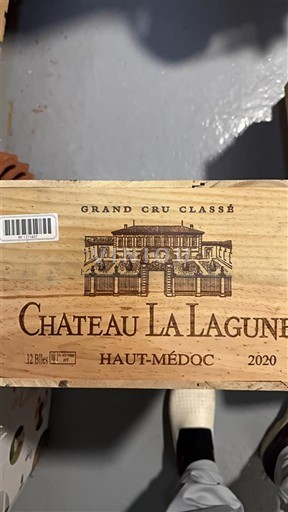 GRAND CRU CLASSÉ
CHATEAU LA LAGUNE
HAUT-MÉDOC
12 Btles
2020